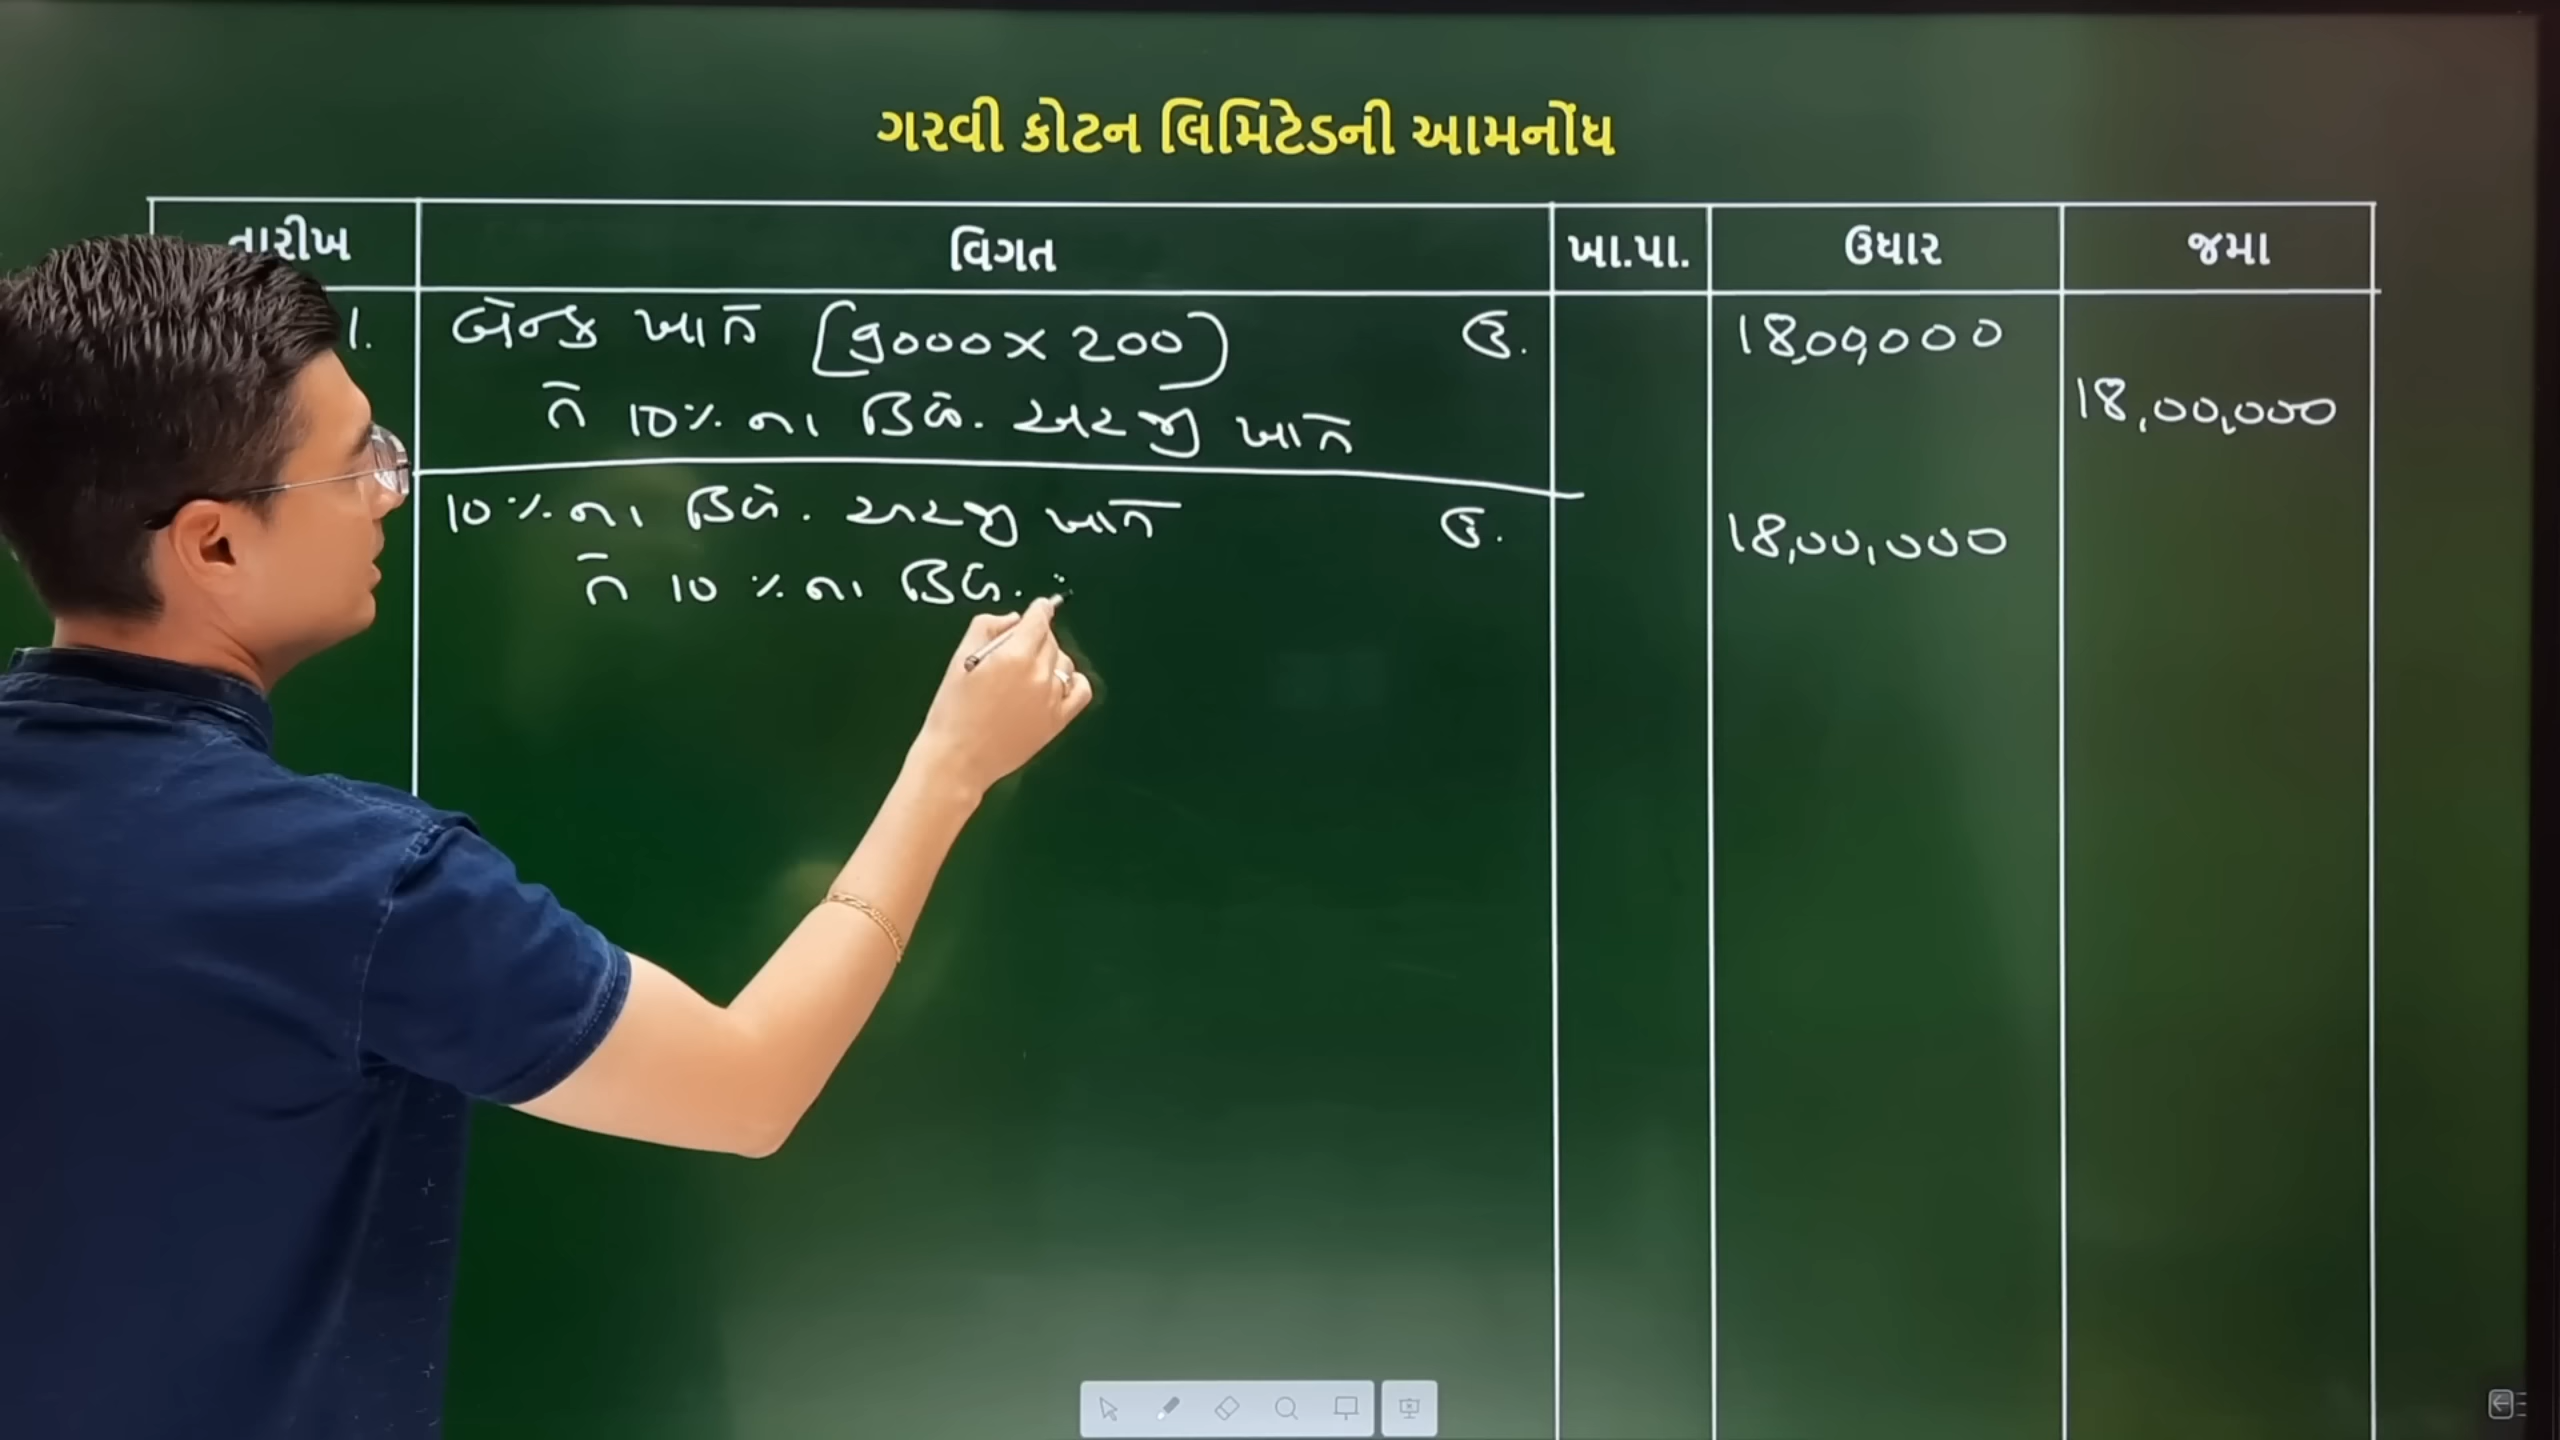 ગરવી કોટન લિમિટેડની આમનોંધ
તારીખ વિગત ખા.પા. ઉધાર જમા
1. બેન્ક ખાતે [9000 × 200] ઉ. 18,00,000
તે 10% ના ડિબે. અરજી ખાતે 18,00,000
10% ના ડિબે. અરજી ખાતે ઉ. 18,00,000
તે 10% ના ડિબે.